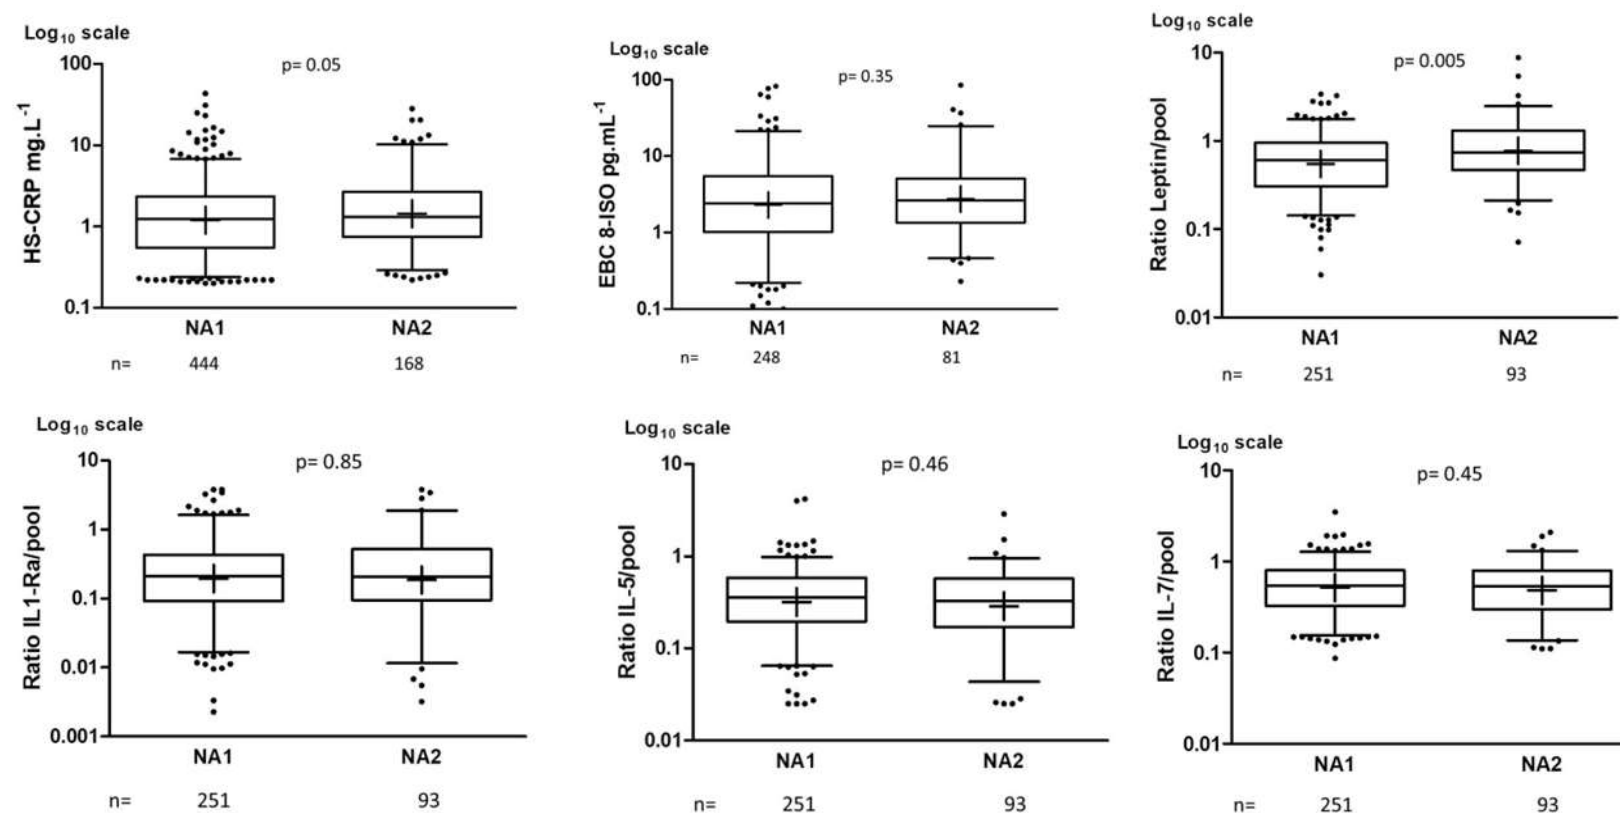 Log10 scale
p= 0.05
HS-CRP mg.L-1
100
10
1
0.1
NA1 NA2
n= 444 168
Log10 scale
p= 0.35
EBC 8-ISO pg.mL-1
100
10
1
0.1
NA1 NA2
n= 248 81
Log10 scale
p= 0.005
Ratio Leptin/pool
10
1
0.1
0.01
NA1 NA2
n= 251 93
Log10 scale
p= 0.85
Ratio IL1-Ra/pool
10
1
0.1
0.01
0.001
NA1 NA2
n= 251 93
Log10 scale
p= 0.46
Ratio IL-5/pool
10
1
0.1
0.01
NA1 NA2
n= 251 93
Log10 scale
p= 0.45
Ratio IL-7/pool
10
1
0.1
0.01
NA1 NA2
n= 251 93